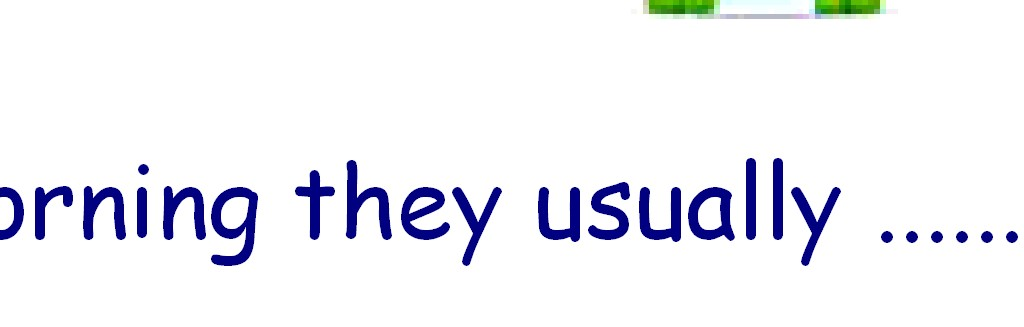 orning they usually ......